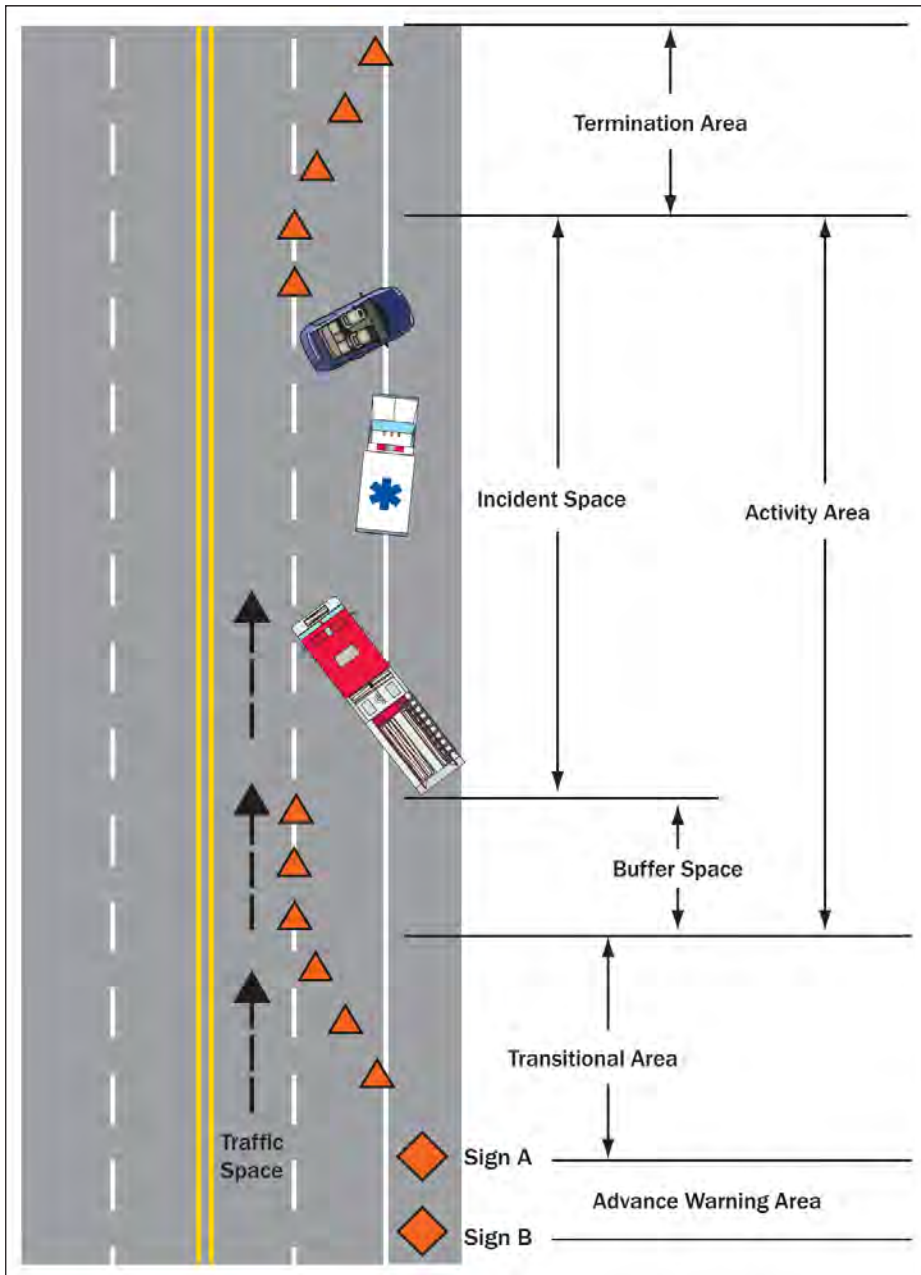 Termination Area
Incident Space
Activity Area
Buffer Space
Transitional Area
Traffic
Space
Sign A
Advance Warning Area
Sign B